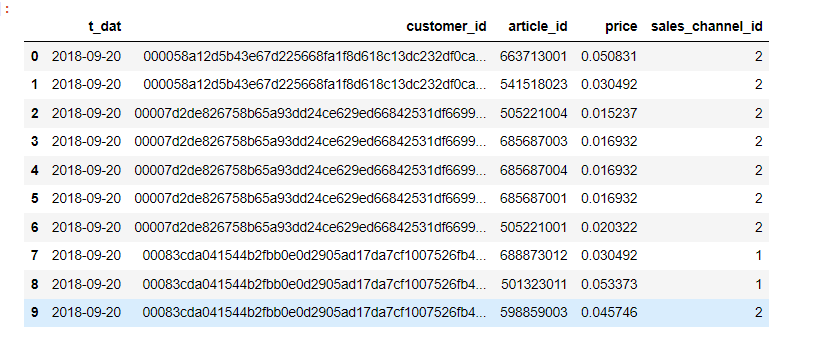 :
t_dat customer_id article_id price sales_channel_id
0 2018-09-20 000058a12d5b43e67d225668fa1f8d618c13dc232df0ca... 663713001 0.050831 2
1 2018-09-20 000058a12d5b43e67d225668fa1f8d618c13dc232df0ca... 541518023 0.030492 2
2 2018-09-20 00007d2de826758b65a93dd24ce629ed66842531df6699... 505221004 0.015237 2
3 2018-09-20 00007d2de826758b65a93dd24ce629ed66842531df6699... 685687003 0.016932 2
4 2018-09-20 00007d2de826758b65a93dd24ce629ed66842531df6699... 685687004 0.016932 2
5 2018-09-20 00007d2de826758b65a93dd24ce629ed66842531df6699... 685687001 0.016932 2
6 2018-09-20 00007d2de826758b65a93dd24ce629ed66842531df6699... 505221001 0.020322 2
7 2018-09-20 00083cda041544b2fbb0e0d2905ad17da7cf1007526fb4... 688873012 0.030492 1
8 2018-09-20 00083cda041544b2fbb0e0d2905ad17da7cf1007526fb4... 501323011 0.053373 1
9 2018-09-20 00083cda041544b2fbb0e0d2905ad17da7cf1007526fb4... 598859003 0.045746 2